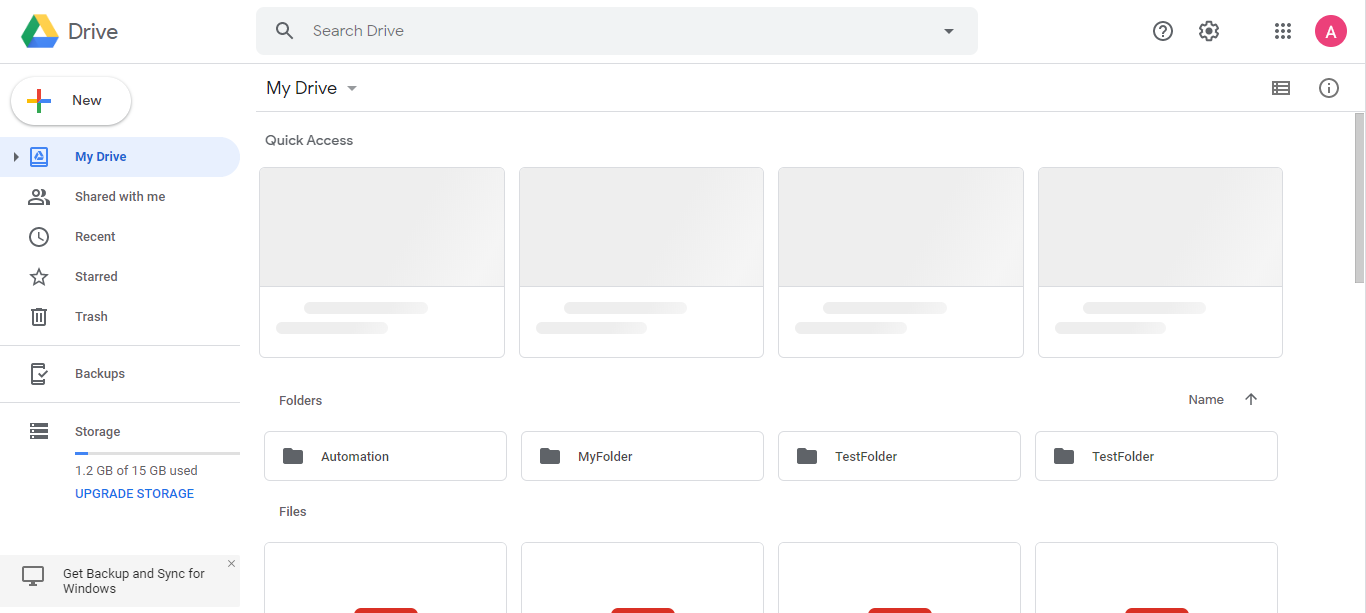 Drive
Search Drive
A
New
My Drive
Shared with me
Recent
Starred
Trash
Backups
Storage
1.2 GB of 15 GB used
UPGRADE STORAGE
Get Backup and Sync for
Windows
My Drive
Quick Access
Folders
Name
Automation
MyFolder
TestFolder
TestFolder
Files